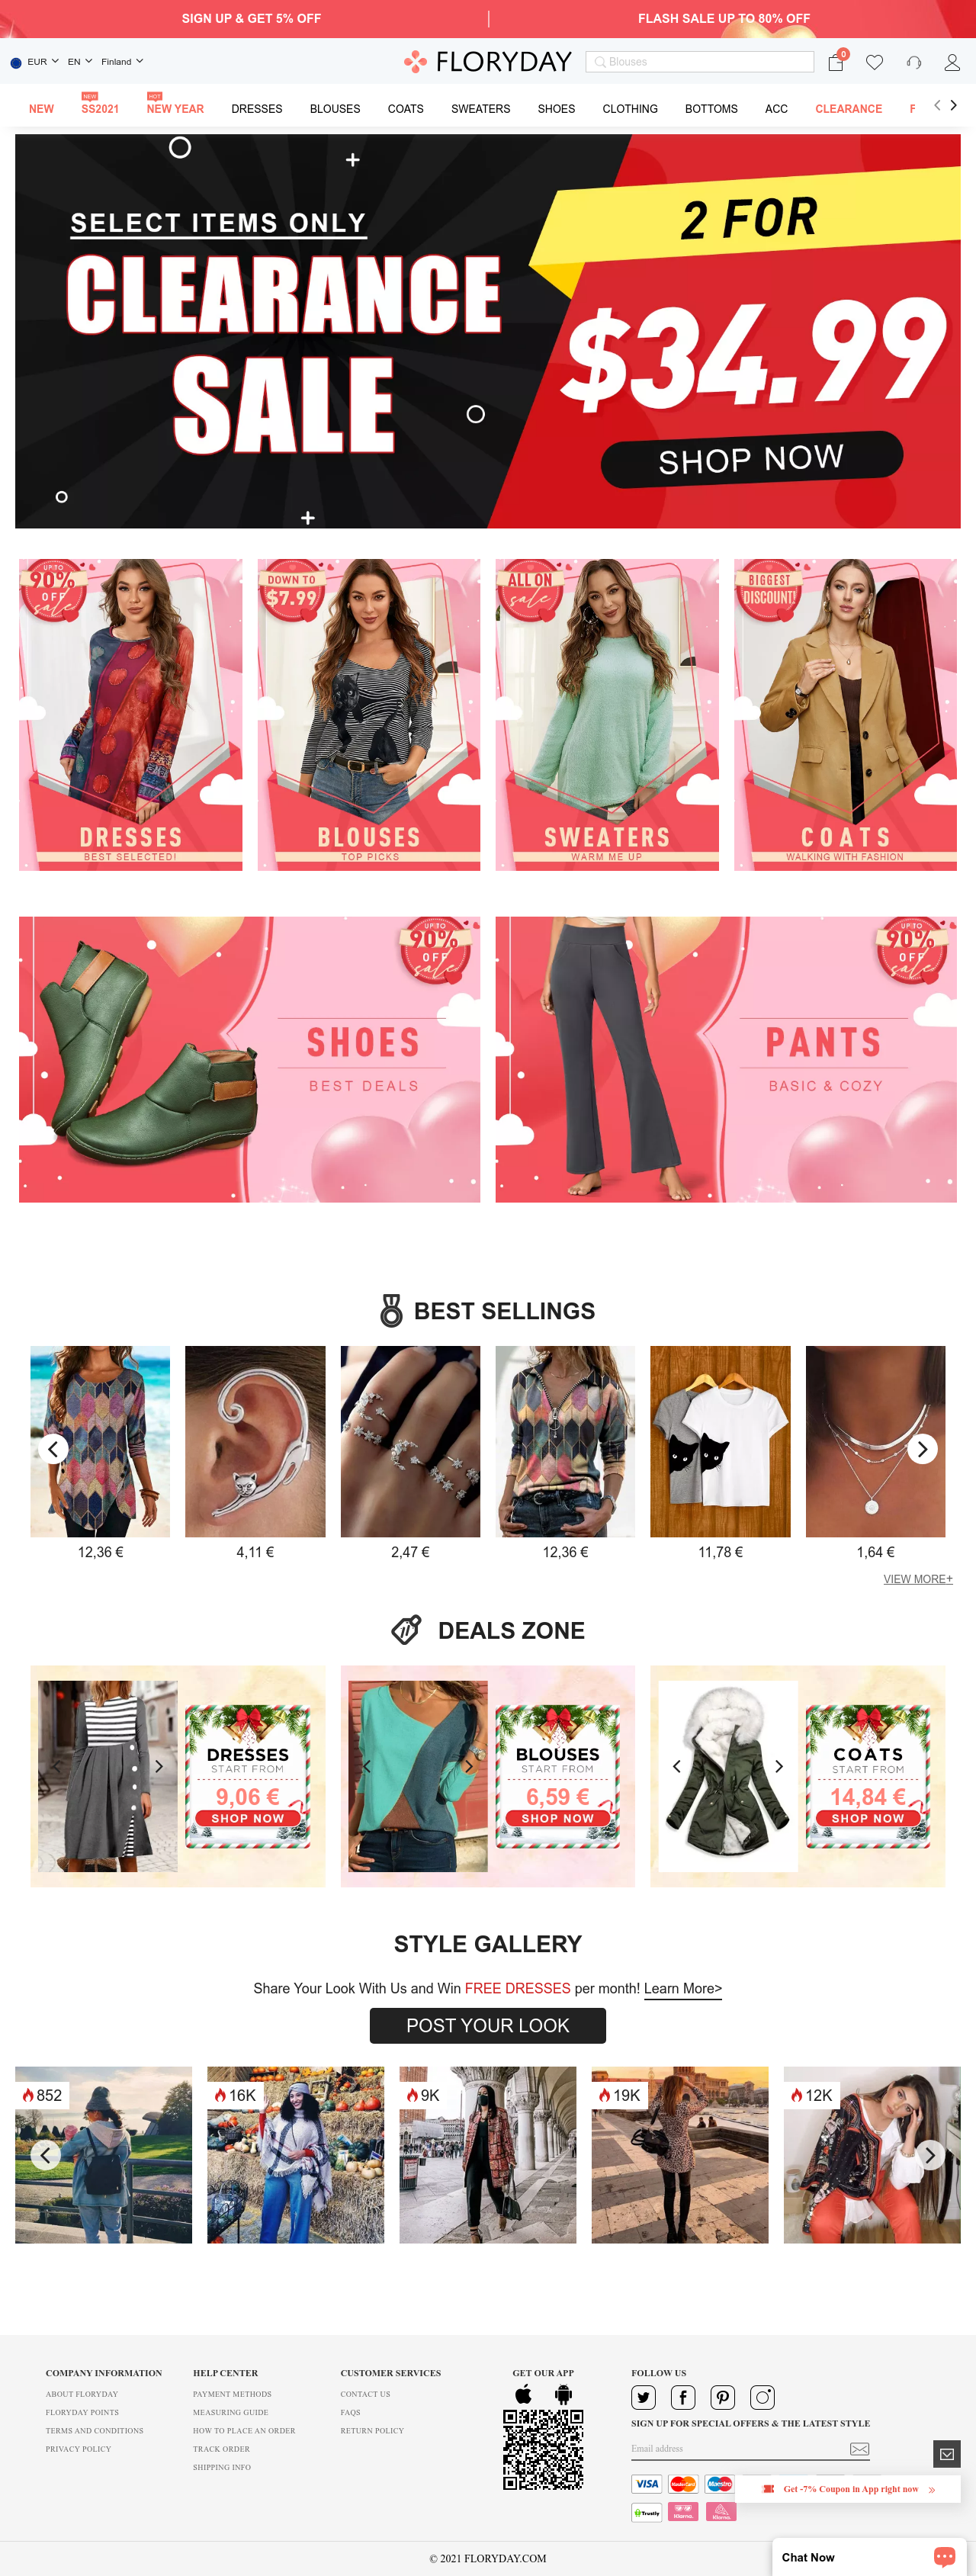 SIGN UP & GET 5% OFF
FLASH SALE UP TO 80% OFF
EUR EN Finland
FLORYDAY
Blouses
0
NEW
HOT
NEW SS2021 NEW YEAR DRESSES BLOUSES COATS SWEATERS SHOES CLOTHING BOTTOMS ACC CLEARANCE F
SELECT ITEMS ONLY
CLEARANCE
SALE
2 FOR
$34.99
SHOP NOW
UP TO
90%
OFF
sale
DRESSES
BEST SELECTED!
DOWN TO
$7.99
BLOUSES
TOP PICKS
ALL ON
sale
SWEATERS
WARM ME UP
BIGGEST
DISCOUNT!
COATS
WALKING WITH FASHION
UP TO
90%
OFF
sale
SHOES
BEST DEALS
UP TO
90%
OFF
sale
PANTS
BASIC & COZY
BEST SELLINGS
12,36 €
4,11 €
2,47 €
12,36 €
11,78 €
1,64 €
VIEW MORE+
DEALS ZONE
DRESSES
START FROM
9,06 €
SHOP NOW
BLOUSES
START FROM
6,59 €
SHOP NOW
COATS
START FROM
14,84 €
SHOP NOW
STYLE GALLERY
Share Your Look With Us and Win FREE DRESSES per month! Learn More>
POST YOUR LOOK
852
16K
9K
19K
12K
COMPANY INFORMATION
ABOUT FLORYDAY
FLORYDAY POINTS
TERMS AND CONDITIONS
PRIVACY POLICY
HELP CENTER
PAYMENT METHODS
MEASURING GUIDE
HOW TO PLACE AN ORDER
TRACK ORDER
SHIPPING INFO
CUSTOMER SERVICES
CONTACT US
FAQS
RETURN POLICY
GET OUR APP
FOLLOW US
SIGN UP FOR SPECIAL OFFERS & THE LATEST STYLE
Email address
VISA MasterCard Maestro
Trustly Klarna. Klarna.
Get -7% Coupon in App right now
© 2021 FLORYDAY.COM
Chat Now